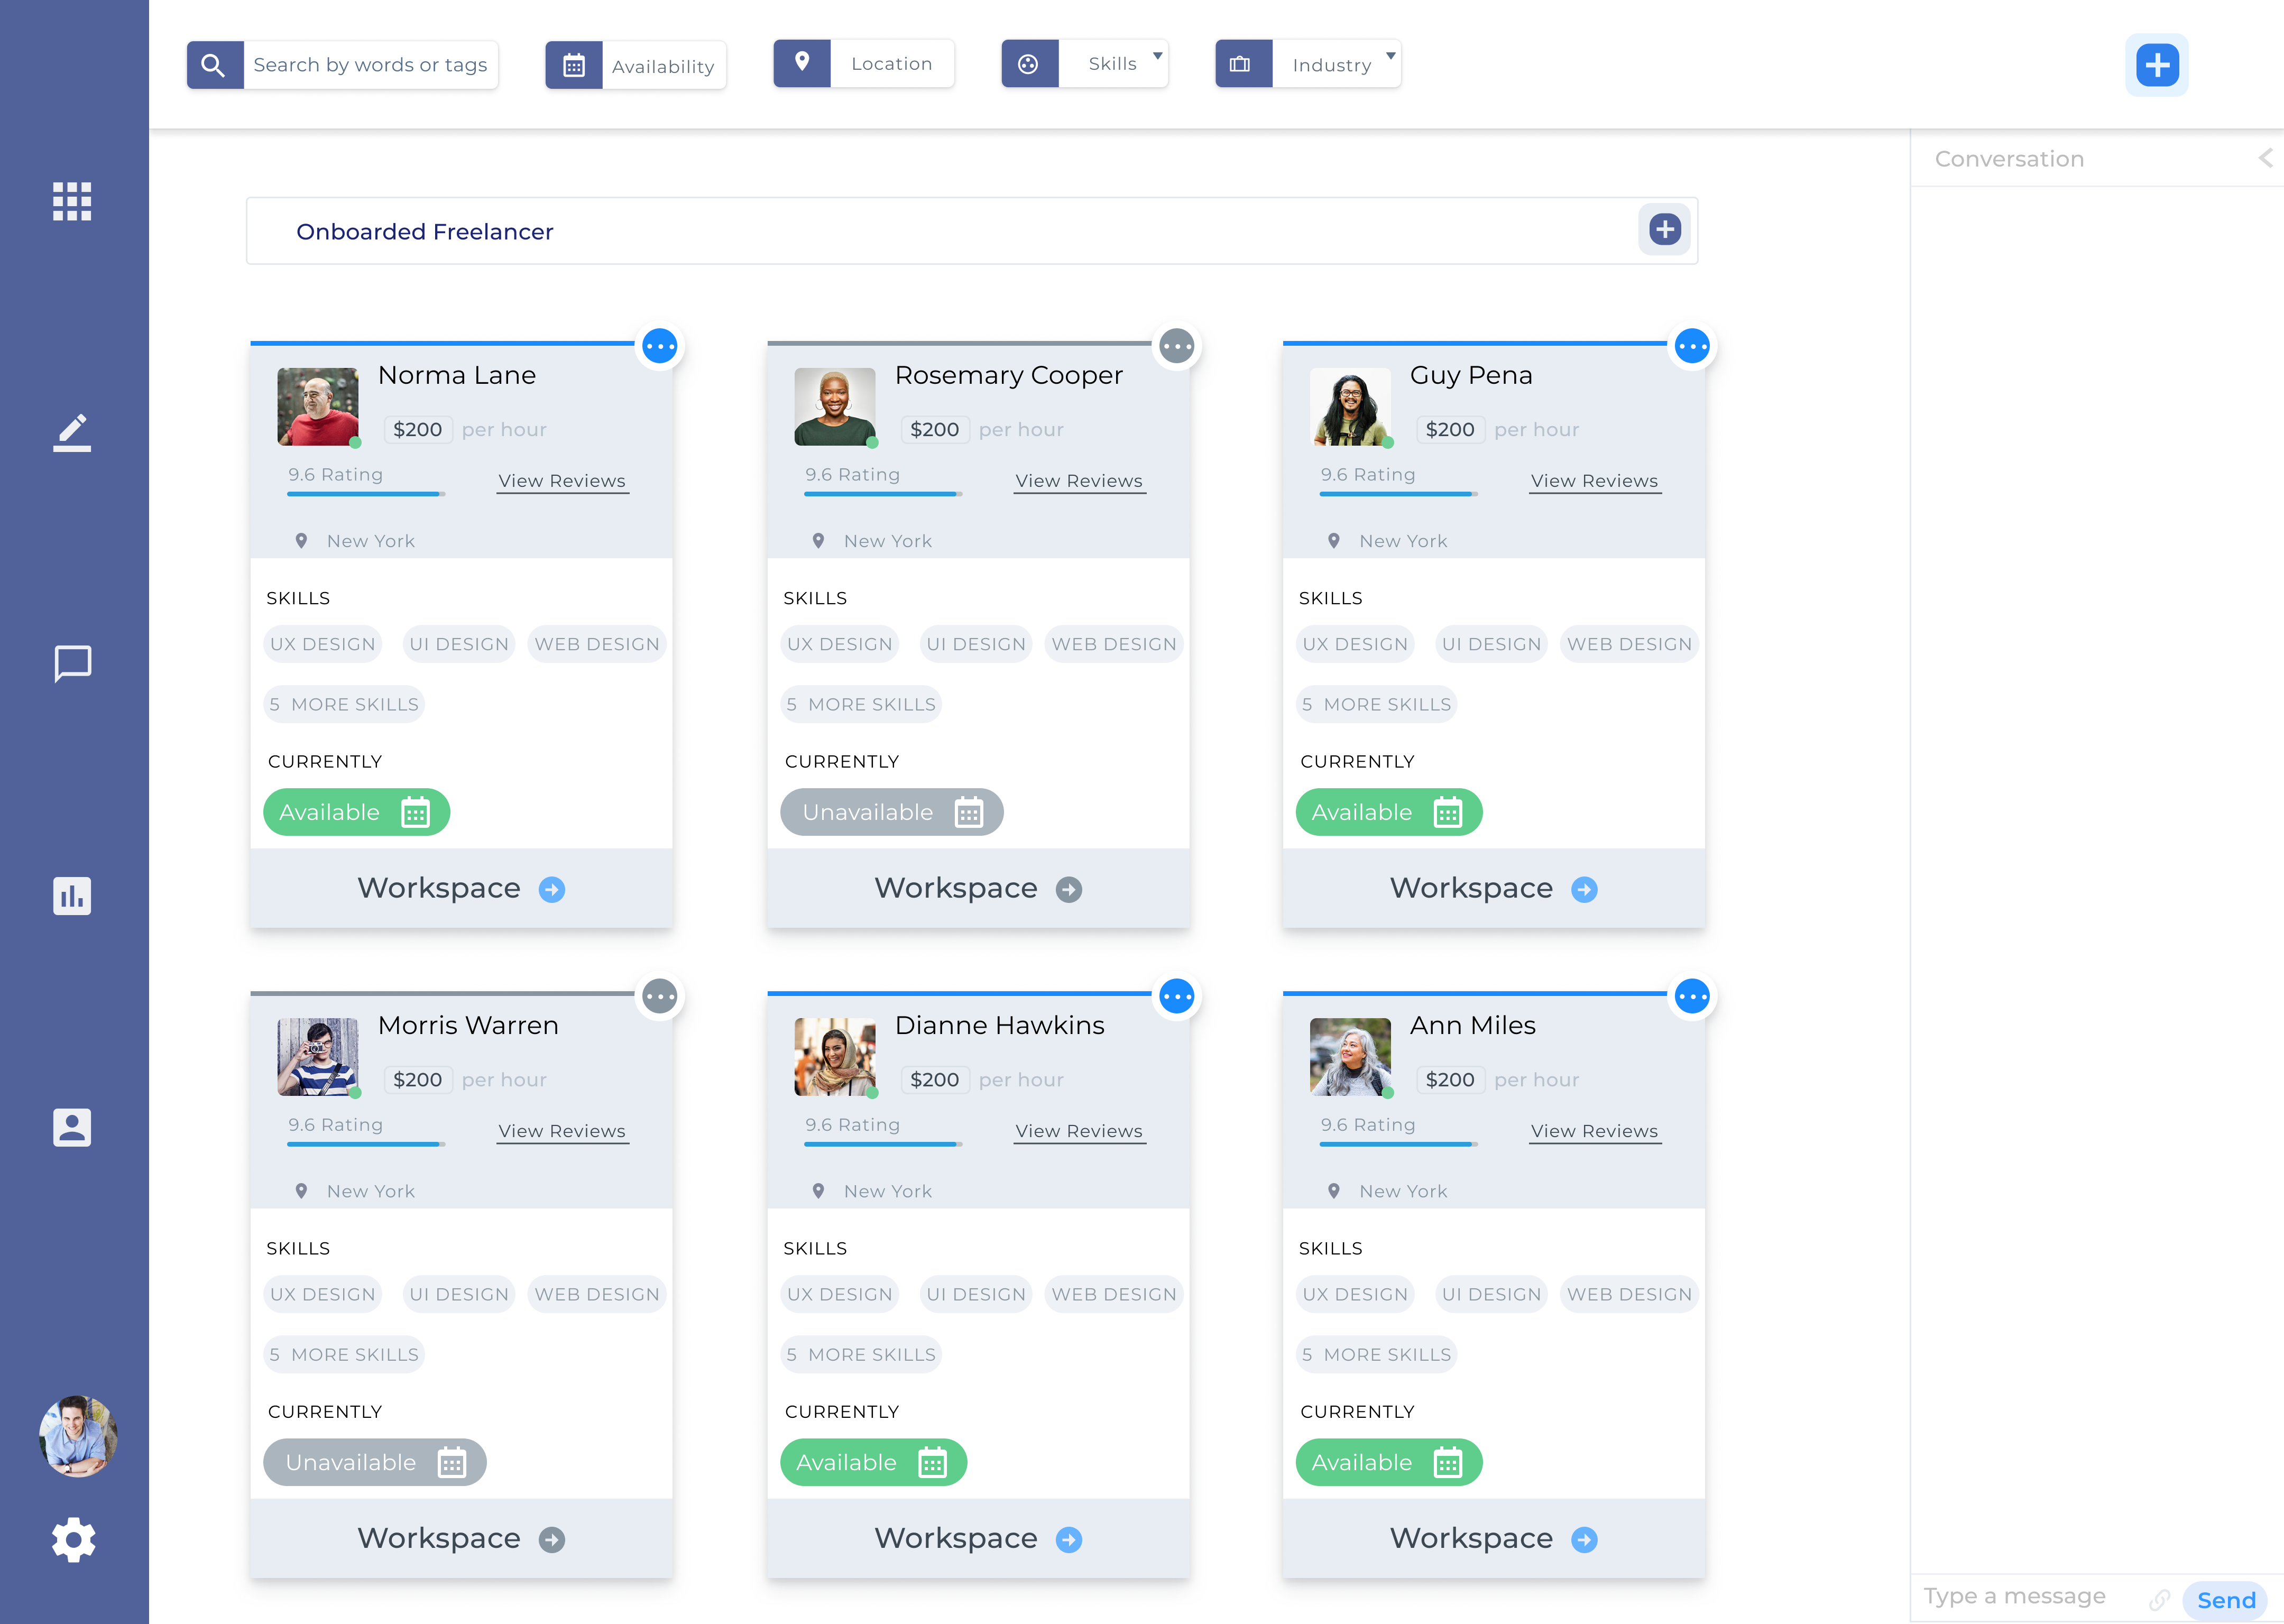 Search by words or tags
Availability
Location
Skills
Industry
Conversation
Onboarded Freelancer
Norma Lane
$200 per hour
9.6 Rating
View Reviews
New York
SKILLS
UX DESIGN UI DESIGN WEB DESIGN
5 MORE SKILLS
CURRENTLY
Available
Workspace
Rosemary Cooper
$200 per hour
9.6 Rating
View Reviews
New York
SKILLS
UX DESIGN UI DESIGN WEB DESIGN
5 MORE SKILLS
CURRENTLY
Unavailable
Workspace
Guy Pena
$200 per hour
9.6 Rating
View Reviews
New York
SKILLS
UX DESIGN UI DESIGN WEB DESIGN
5 MORE SKILLS
CURRENTLY
Available
Workspace
Morris Warren
$200 per hour
9.6 Rating
View Reviews
New York
SKILLS
UX DESIGN UI DESIGN WEB DESIGN
5 MORE SKILLS
CURRENTLY
Unavailable
Workspace
Dianne Hawkins
$200 per hour
9.6 Rating
View Reviews
New York
SKILLS
UX DESIGN UI DESIGN WEB DESIGN
5 MORE SKILLS
CURRENTLY
Available
Workspace
Ann Miles
$200 per hour
9.6 Rating
View Reviews
New York
SKILLS
UX DESIGN UI DESIGN WEB DESIGN
5 MORE SKILLS
CURRENTLY
Available
Workspace
Type a message
Send